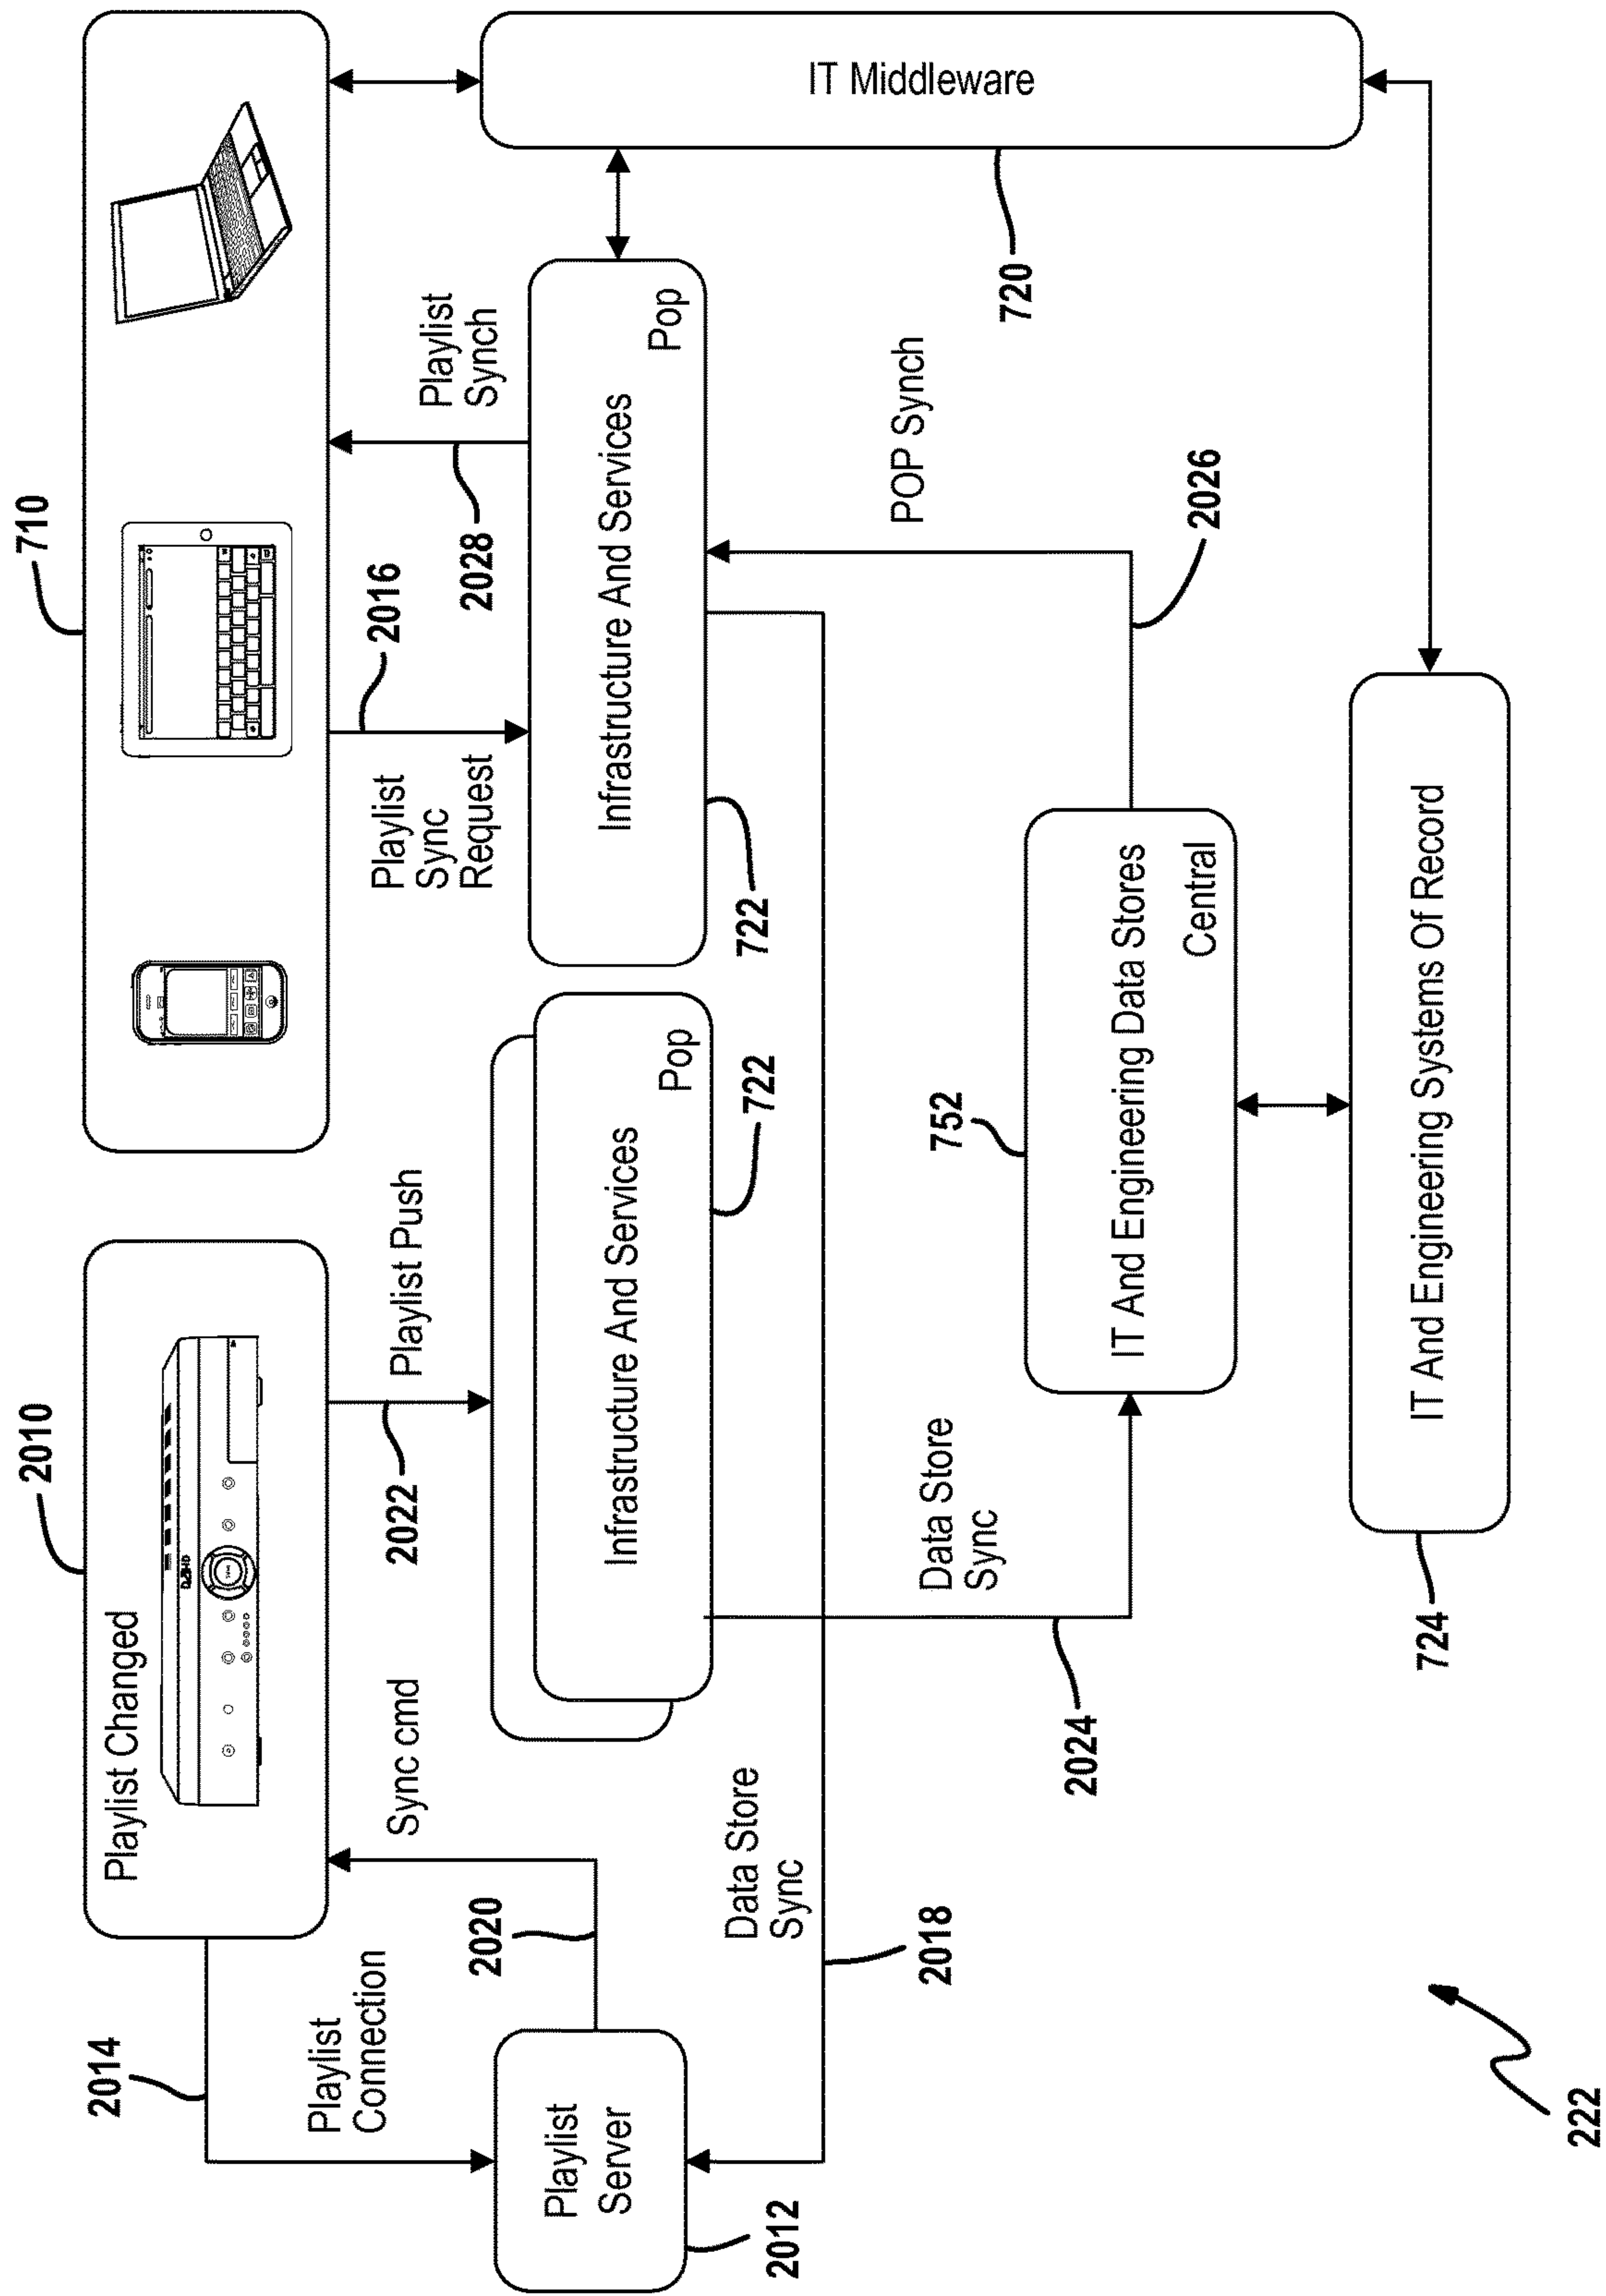 2010
710
Playlist Changed
2014
Playlist
Connection
2020
Sync cmd
2022
Playlist Push
Playlist
Sync
Request
2016
2028
Playlist
Synch
Playlist
Server
2012
Infrastructure And Services
Pop
722
Infrastructure And Services
Pop
722
IT Middleware
720
Data Store
Sync
2018
Data Store
Sync
2024
752
IT And Engineering Data Stores
Central
POP Synch
2026
IT And Engineering Systems Of Record
724
222